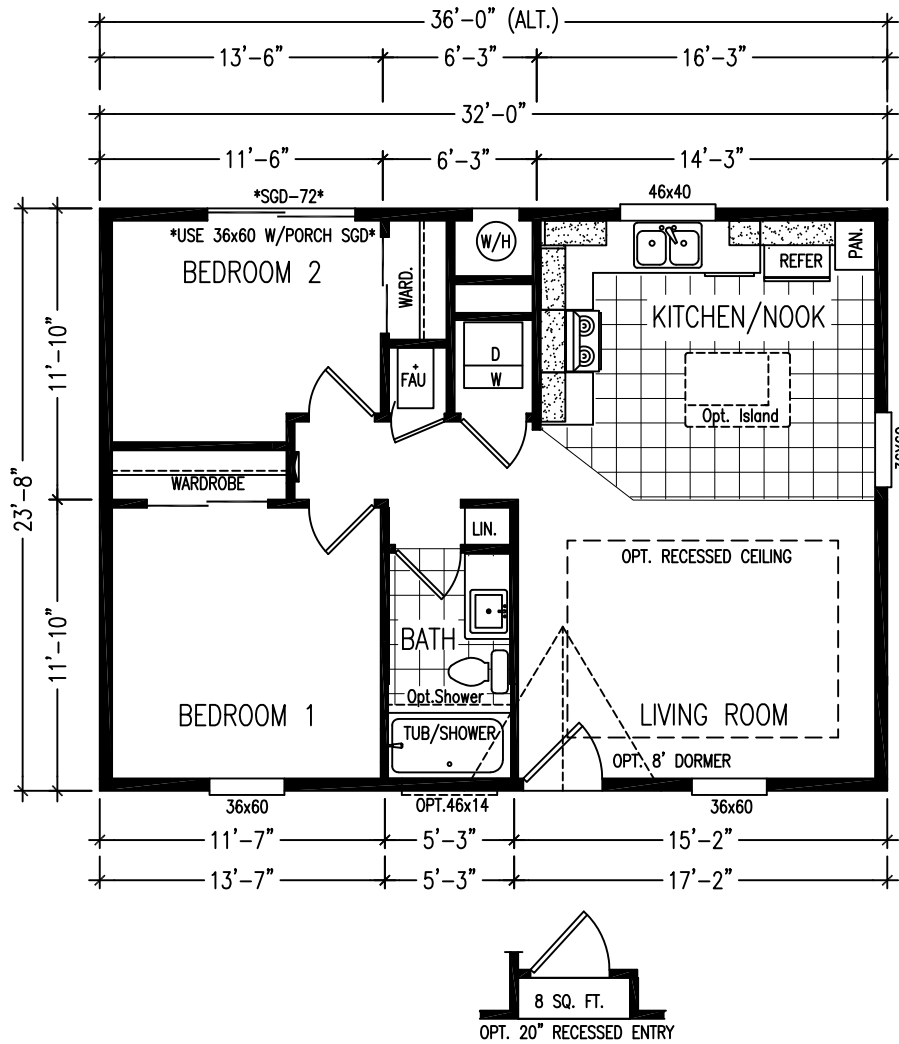 36'-0" (ALT.)
13'-6" 6'-3" 16'-3"
32'-0"
11'-6" 6'-3" 14'-3"
*SGD-72* 46x40
*USE 36x60 W/PORCH SGD*
BEDROOM 2
WARD.
W/H
REFER
PAN.
KITCHEN/NOOK
D
W
+
FAU
Opt. Island
11'-10"
23'-8"
11'-10"
WARDROBE
LIN.
OPT. RECESSED CEILING
BATH
Opt.Shower
BEDROOM 1
TUB/SHOWER
LIVING ROOM
OPT. 8' DORMER
36x60 OPT.46x14 36x60
11'-7" 5'-3" 15'-2"
13'-7" 5'-3" 17'-2"
8 SQ. FT.
OPT. 20" RECESSED ENTRY